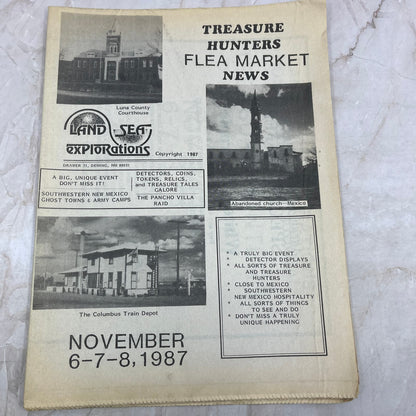 TREASURE
HUNTERS
FLEA MARKET
NEWS
Luna County
Courthouse
LAND SEA
explorations
Copyright 1987
DRAWER 71, DEMING, NM 88031
A BIG, UNIQUE EVENT
DON'T MISS IT!
SOUTHWESTERN NEW MEXICO
GHOST TOWNS & ARMY CAMPS
DETECTORS, COINS,
TOKENS, RELICS,
and TREASURE TALES
GALORE
THE PANCHO VILLA
RAID
Abandoned church-Mexico
The Columbus Train Depot
* A TRULY BIG EVENT
* DETECTOR DISPLAYS
* ALL SORTS OF TREASURE
AND TREASURE
HUNTERS
* CLOSE TO MEXICO
* SOUTHWESTERN
NEW MEXICO HOSPITALITY
* ALL SORTS OF THINGS
TO SEE AND DO
* DON'T MISS A TRULY
UNIQUE HAPPENING
NOVEMBER
6-7-8, 1987